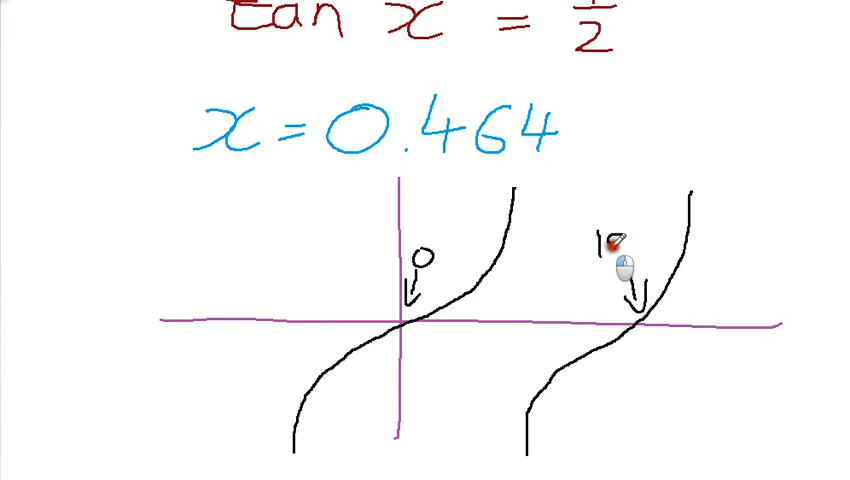 tan x = 1/2
x = 0.464
0